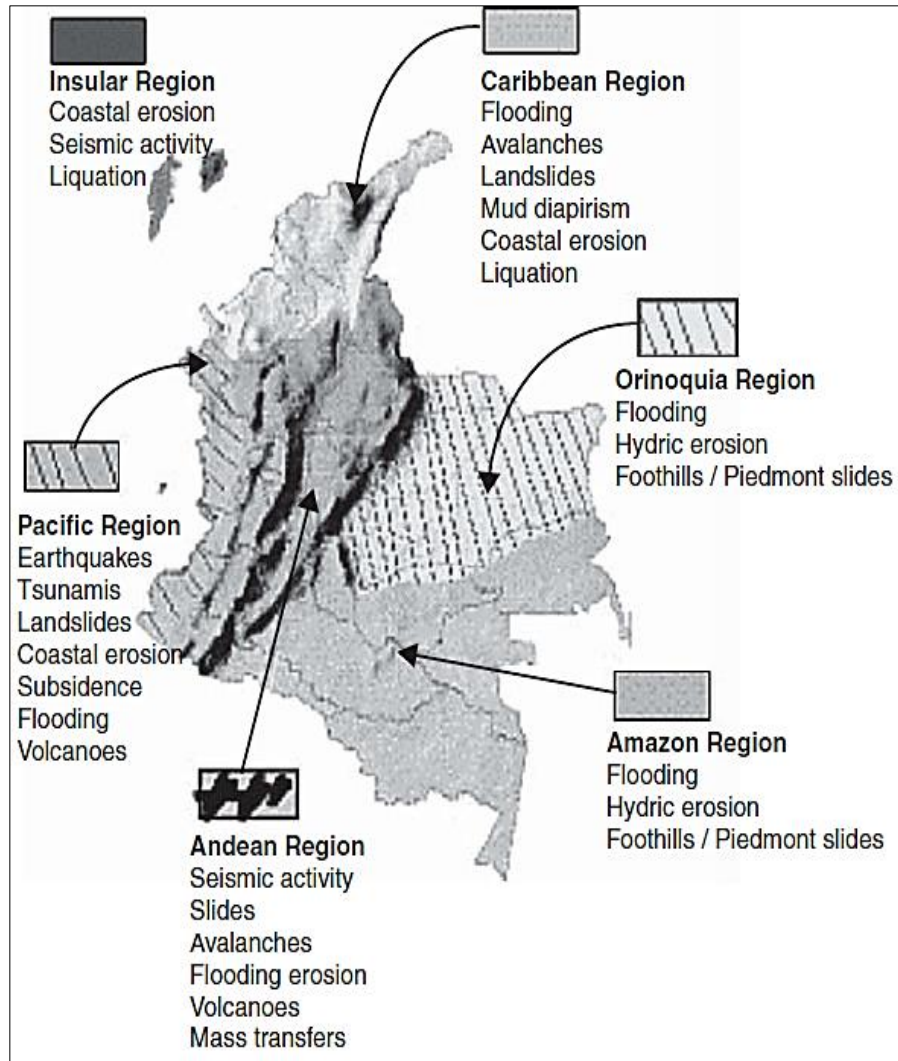 Insular Region
Coastal erosion
Seismic activity
Liquation
Caribbean Region
Flooding
Avalanches
Landslides
Mud diapirism
Coastal erosion
Liquation
Orinoquia Region
Flooding
Hydric erosion
Foothills / Piedmont slides
Pacific Region
Earthquakes
Tsunamis
Landslides
Coastal erosion
Subsidence
Flooding
Volcanoes
Amazon Region
Flooding
Hydric erosion
Foothills / Piedmont slides
Andean Region
Seismic activity
Slides
Avalanches
Flooding erosion
Volcanoes
Mass transfers